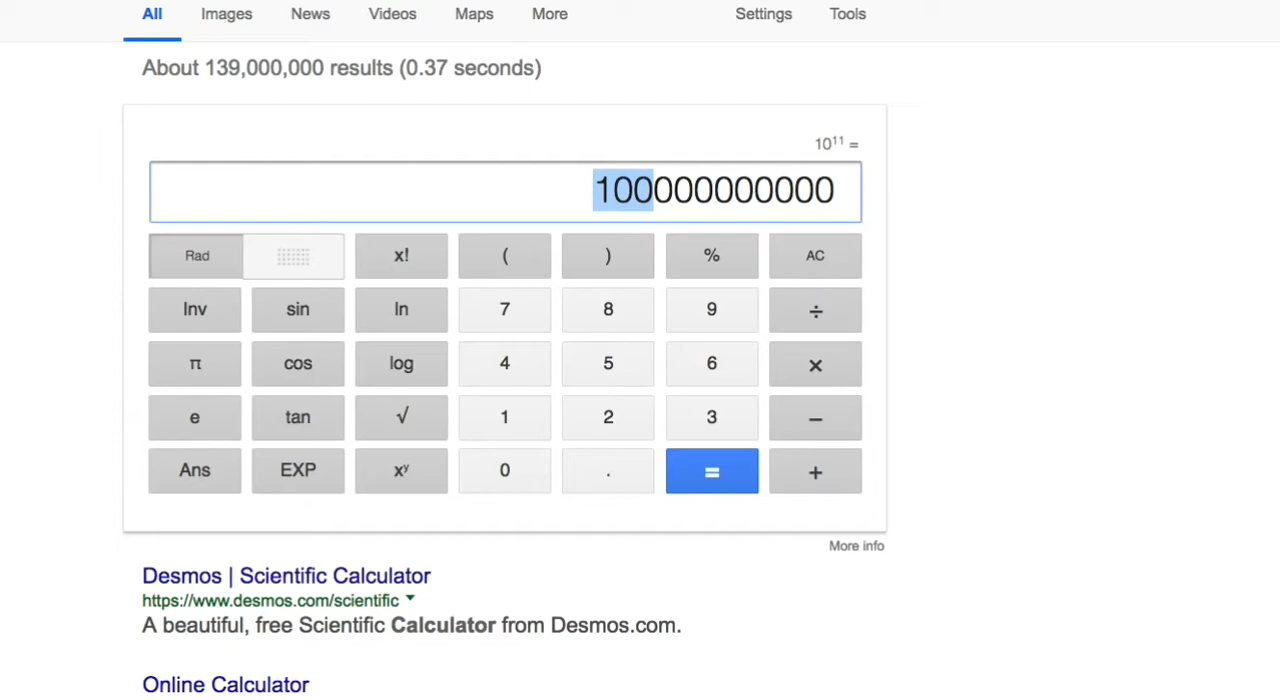 All Images News Videos Maps More Settings Tools
About 139,000,000 results (0.37 seconds)
10¹¹ =
100000000000
Rad x! ( ) % AC
Inv sin ln 7 8 9 ÷
π cos log 4 5 6 ×
e tan √ 1 2 3 −
Ans EXP xʸ 0 . = +
More info
Desmos | Scientific Calculator
https://www.desmos.com/scientific
A beautiful, free Scientific Calculator from Desmos.com.
Online Calculator